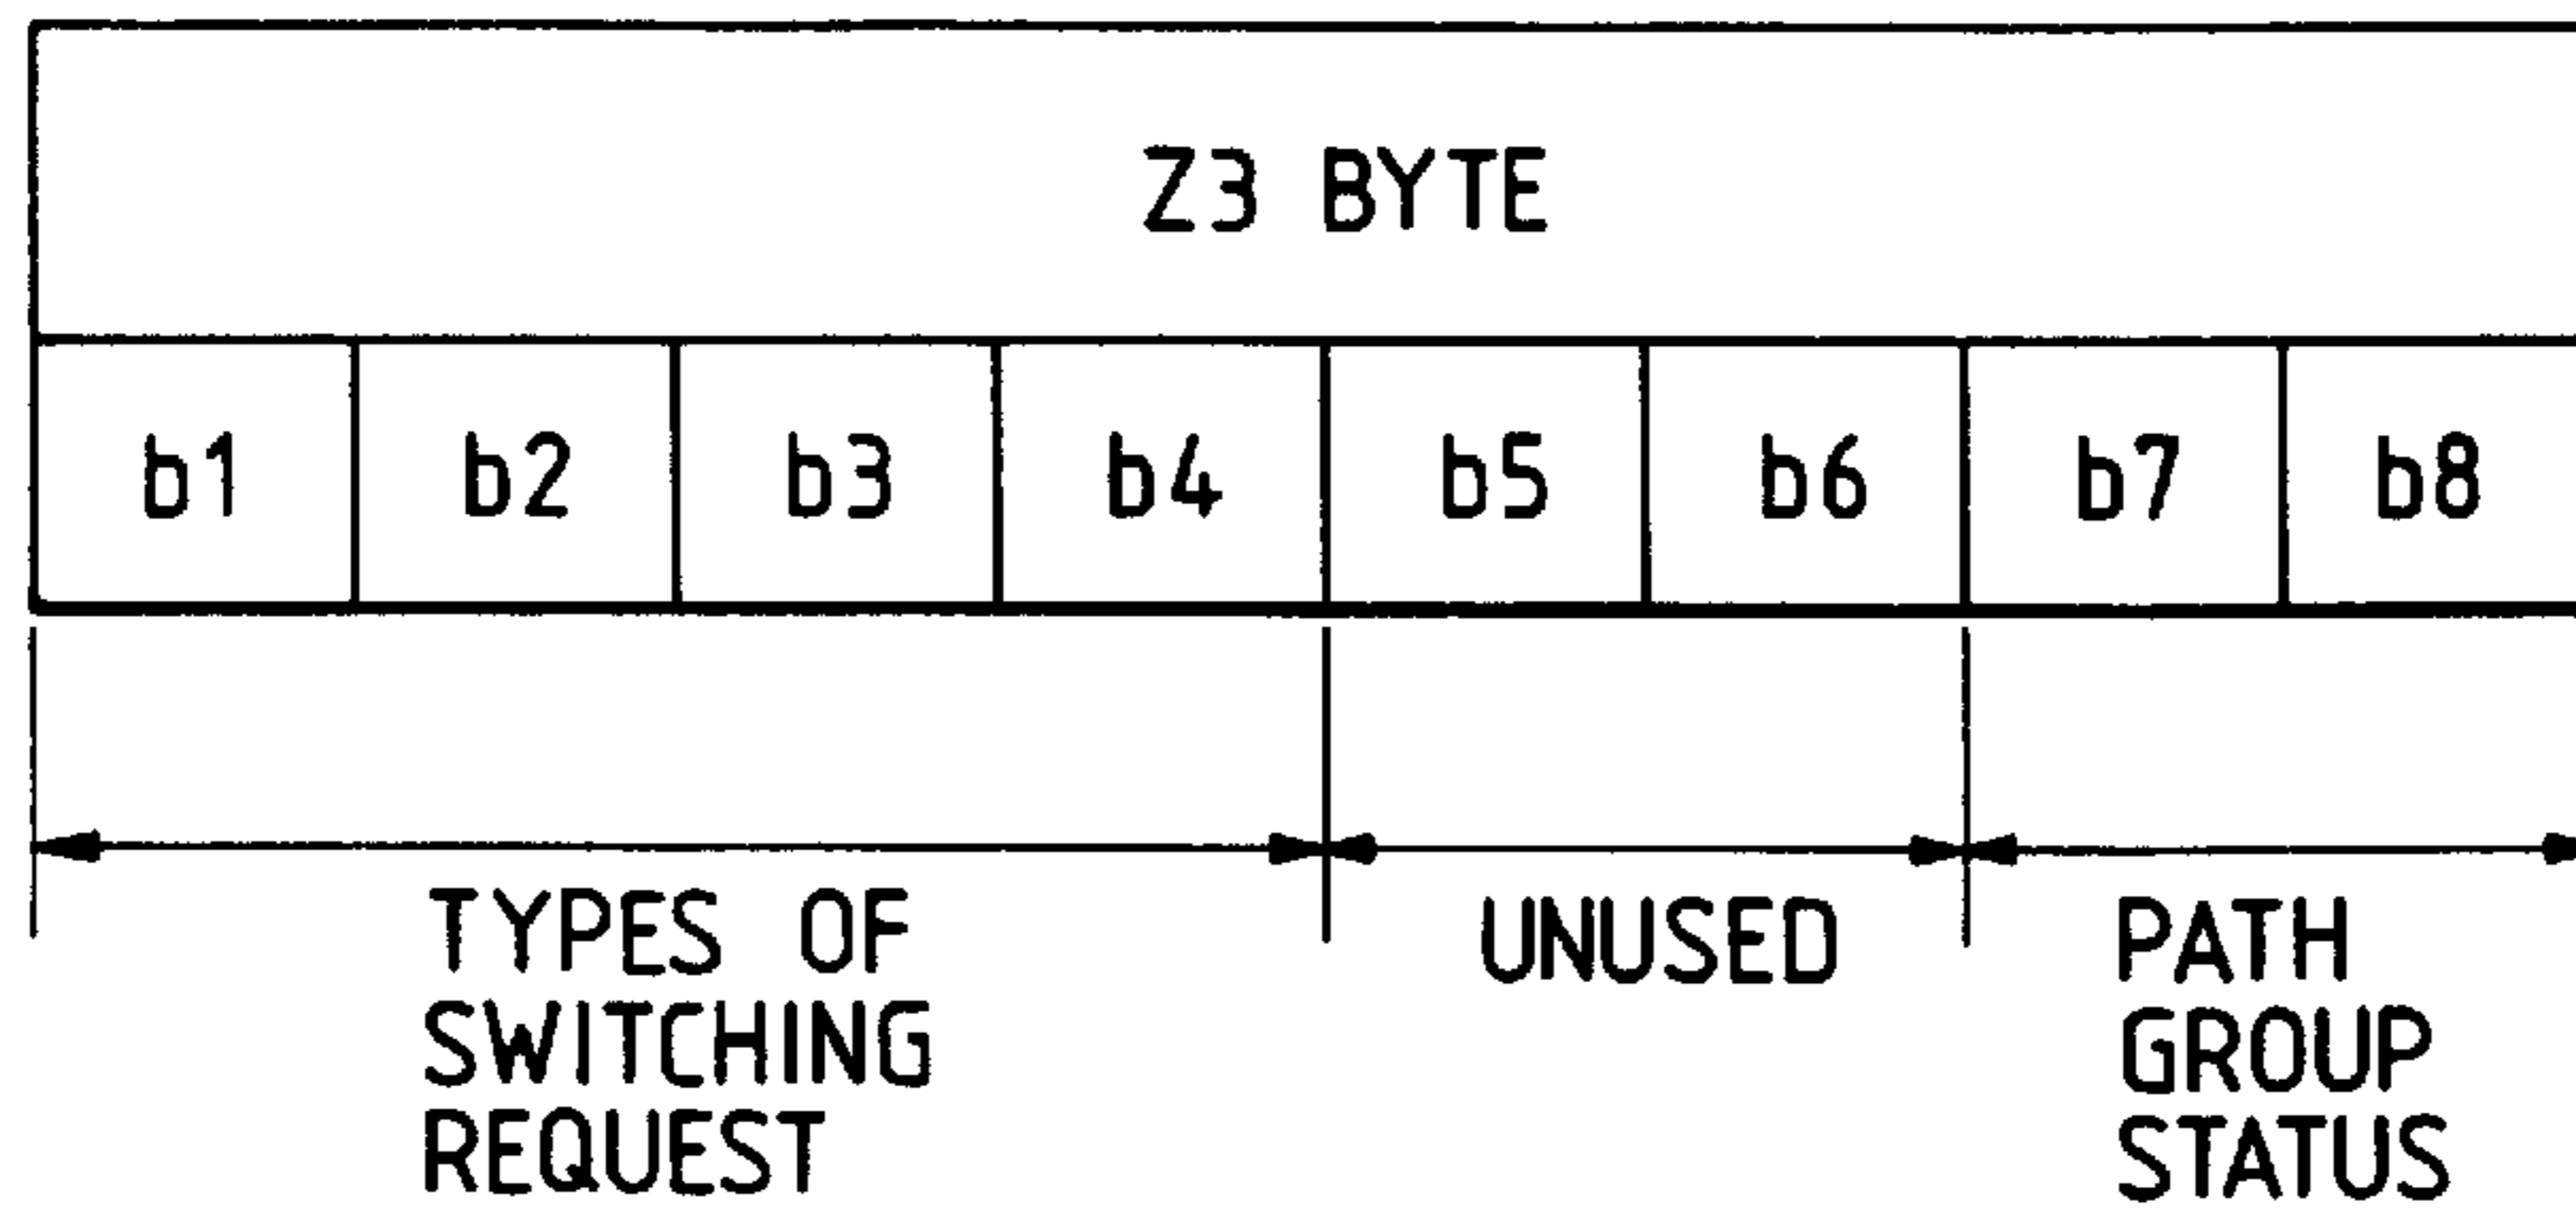 Z3 BYTE
b1 b2 b3 b4 b5 b6 b7 b8
TYPES OF
SWITCHING
REQUEST
UNUSED
PATH
GROUP
STATUS